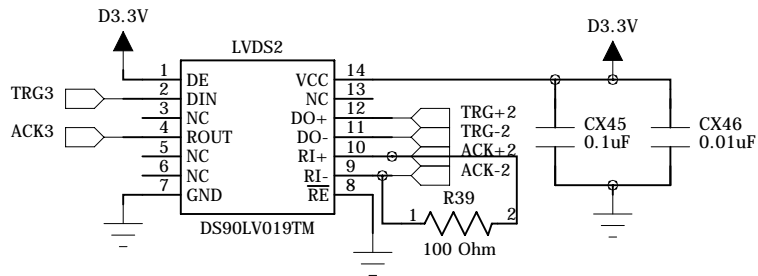 D3.3V
D3.3V
LVDS2
1 DE VCC 14
TRG3 2 DIN NC 13
3 NC DO+ 12 TRG+2
ACK3 4 ROUT DO- 11 TRG-2
5 NC RI+ 10 ACK+2
6 NC RI- 9 ACK-2
7 GND RE 8
DS90LV019TM
R39
1 2
100 Ohm
CX45
0.1uF
CX46
0.01uF